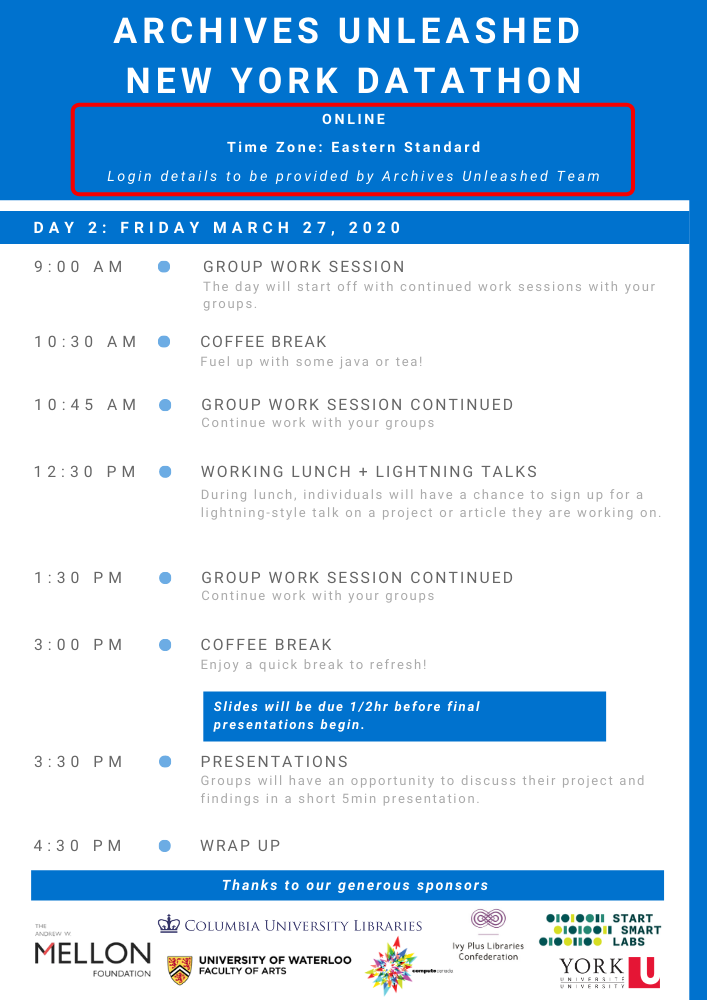 ARCHIVES UNLEASHED
NEW YORK DATATHON
ONLINE
Time Zone: Eastern Standard
Login details to be provided by Archives Unleashed Team
DAY 2: FRIDAY MARCH 27, 2020
9:00 AM
GROUP WORK SESSION
The day will start off with continued work sessions with your
groups.
10:30 AM
COFFEE BREAK
Fuel up with some java or tea!
10:45 AM
GROUP WORK SESSION CONTINUED
Continue work with your groups
12:30 PM
WORKING LUNCH + LIGHTNING TALKS
During lunch, individuals will have a chance to sign up for a
lightning-style talk on a project or article they are working on.
1:30 PM
GROUP WORK SESSION CONTINUED
Continue work with your groups
3:00 PM
COFFEE BREAK
Enjoy a quick break to refresh!
Slides will be due 1/2hr before final
presentations begin.
3:30 PM
PRESENTATIONS
Groups will have an opportunity to discuss their project and
findings in a short 5min presentation.
4:30 PM
WRAP UP
Thanks to our generous sponsors
THE
ANDREW W.
MELLON
FOUNDATION
COLUMBIA UNIVERSITY LIBRARIES
UNIVERSITY OF WATERLOO
FACULTY OF ARTS
compute canada
Ivy Plus Libraries
Confederation
START
SMART
LABS
YORK U
UNIVERSITÉ
UNIVERSITY